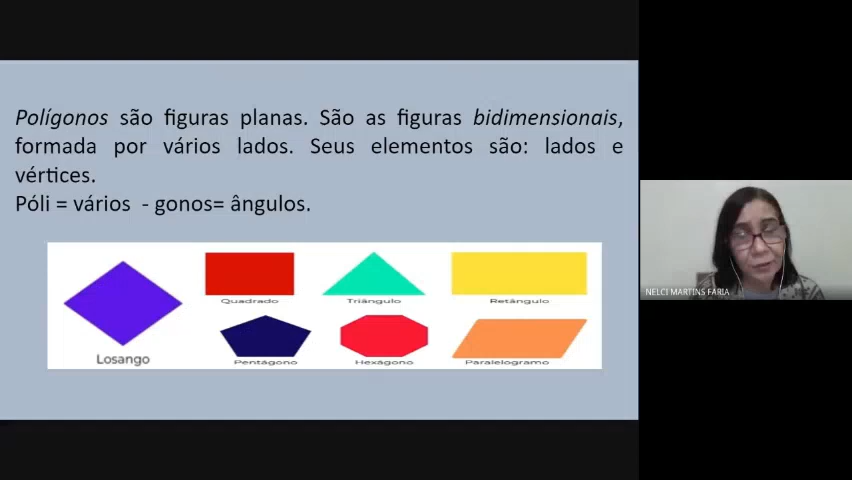 Polígonos são figuras planas. São as figuras bidimensionais,
formada por vários lados. Seus elementos são: lados e
vértices.
Póli = vários - gonos= ângulos.
Quadrado
Triângulo
Retângulo
Losango
Pentágono
Hexágono
Paralelogramo
NELCI MARTINS FARIA